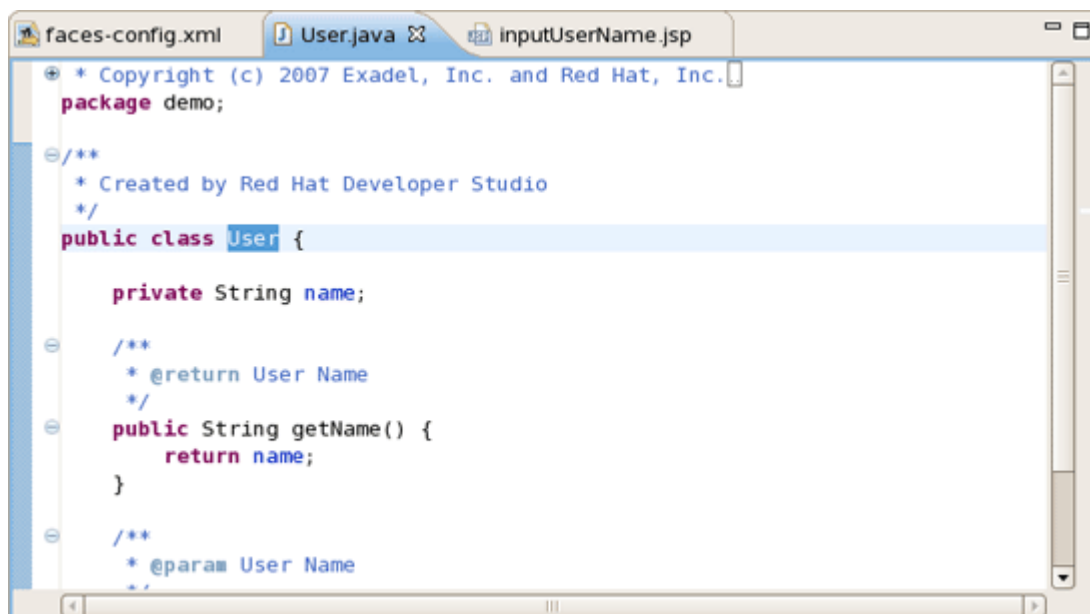 faces-config.xml User.java inputUserName.jsp
* Copyright (c) 2007 Exadel, Inc. and Red Hat, Inc.
package demo;
/**
* Created by Red Hat Developer Studio
*/
public class User {
private String name;
/**
* @return User Name
*/
public String getName() {
return name;
}
/**
* @param User Name